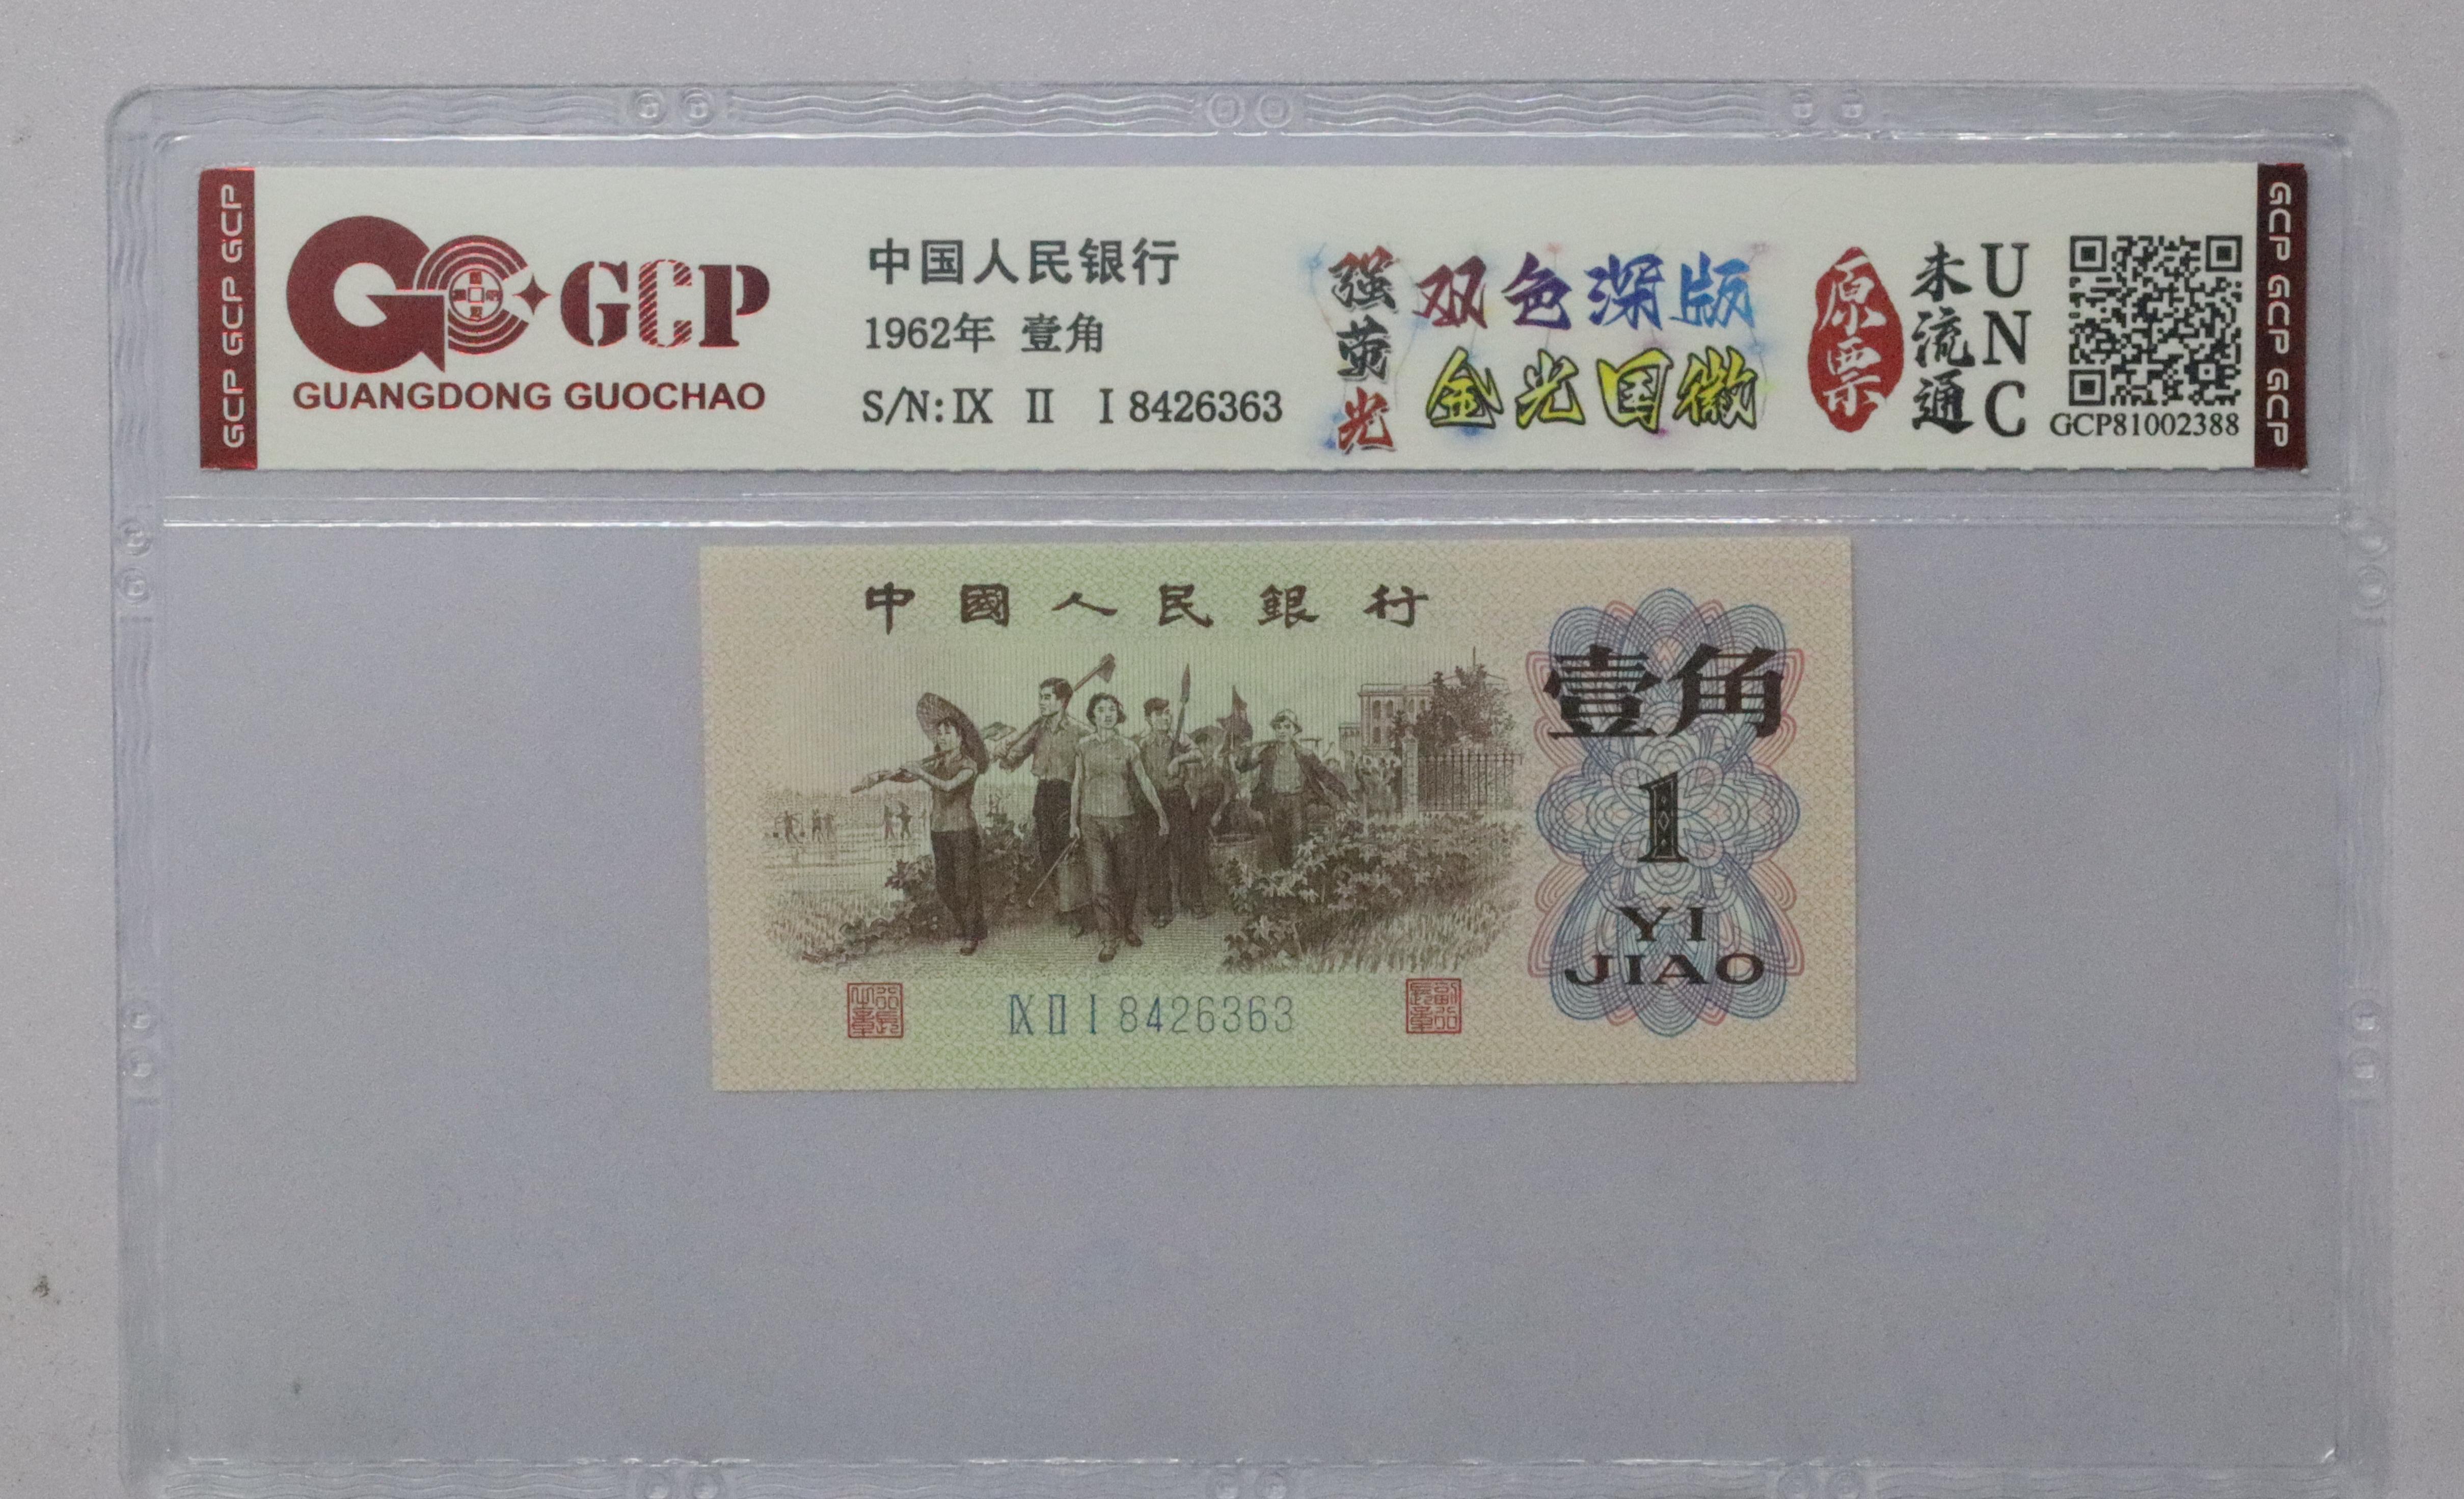 GCP GCP GCP
GCP
GUANGDONG GUOCHAO
中国人民银行
1962年 壹角
S/N: IX II I 8426363
强荧光
双色深版
金光国徽
原票
未流通
UNC
GCP81002388
GCP GCP GCP
中國人民銀行
壹角
1
YI
JIAO
IX II I 8426363